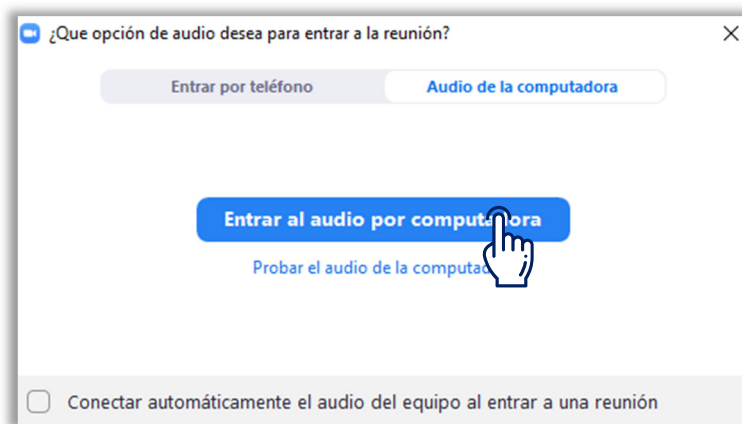 ¿Que opción de audio desea para entrar a la reunión?
Entrar por teléfono
Audio de la computadora
Entrar al audio por computadora
Probar el audio de la
Conectar automáticamente el audio del equipo al entrar a una reunión